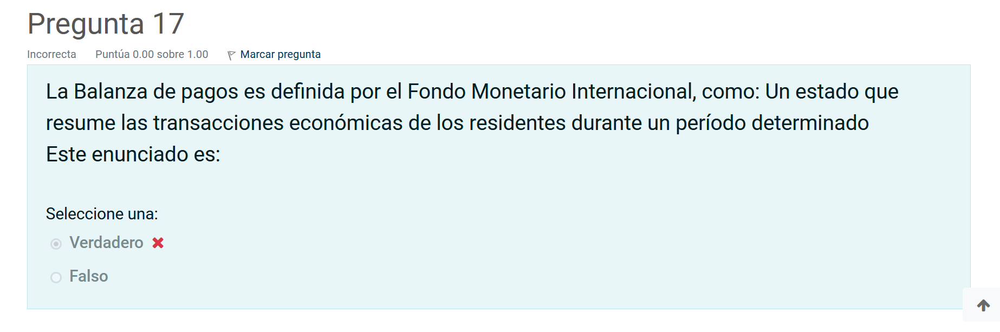 Pregunta 17
Incorrecta Puntúa 0.00 sobre 1.00 Marcar pregunta
La Balanza de pagos es definida por el Fondo Monetario Internacional, como: Un estado que
resume las transacciones económicas de los residentes durante un período determinado
Este enunciado es:
Seleccione una:
Verdadero
Falso